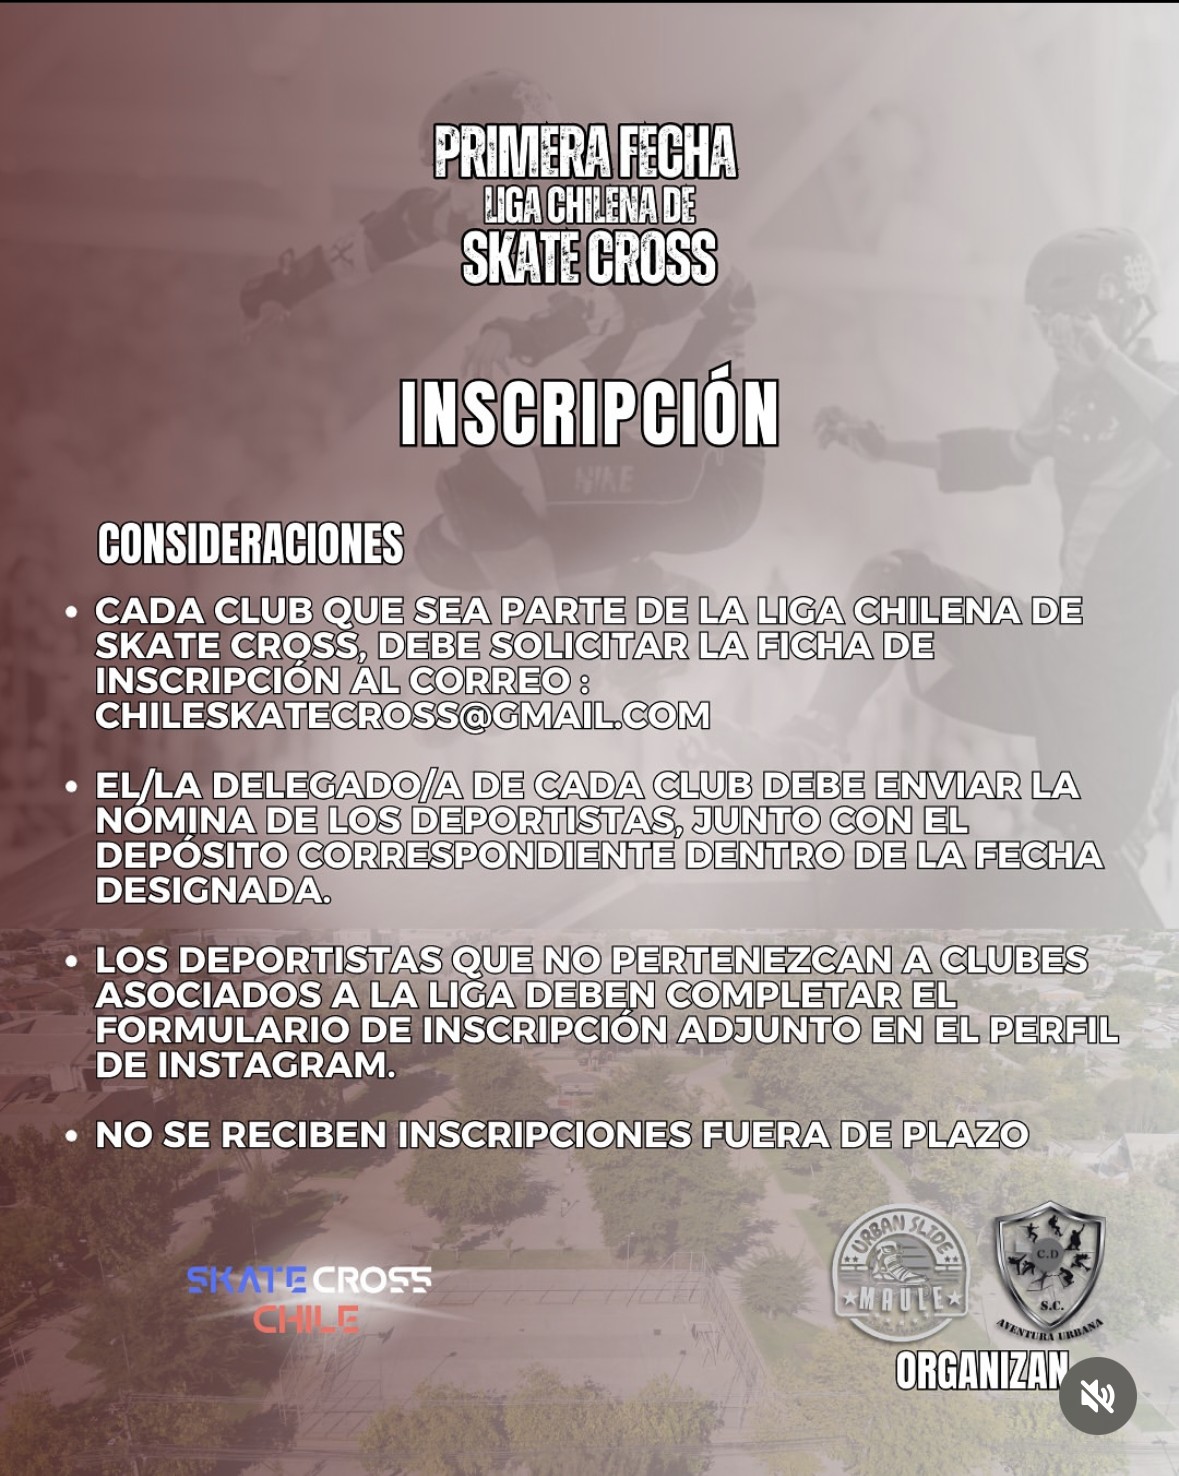 PRIMERA FECHA
LIGA CHILENA DE
SKATE CROSS
INSCRIPCIÓN
NIKE
CONSIDERACIONES
• CADA CLUB QUE SEA PARTE DE LA LIGA CHILENA DE
SKATE CROSS, DEBE SOLICITAR LA FICHA DE
INSCRIPCIÓN AL CORREO :
CHILESKATECROSS@GMAIL.COM
• EL/LA DELEGADO/A DE CADA CLUB DEBE ENVIAR LA
NÓMINA DE LOS DEPORTISTAS, JUNTO CON EL
DEPÓSITO CORRESPONDIENTE DENTRO DE LA FECHA
DESIGNADA.
• LOS DEPORTISTAS QUE NO PERTENEZCAN A CLUBES
ASOCIADOS A LA LIGA DEBEN COMPLETAR EL
FORMULARIO DE INSCRIPCIÓN ADJUNTO EN EL PERFIL
DE INSTAGRAM.
• NO SE RECIBEN INSCRIPCIONES FUERA DE PLAZO
SKATE CROSS
CHILE
URBAN SLIDE
MAULE
C.D
S.C.
AVENTURA URBANA
ORGANIZAN